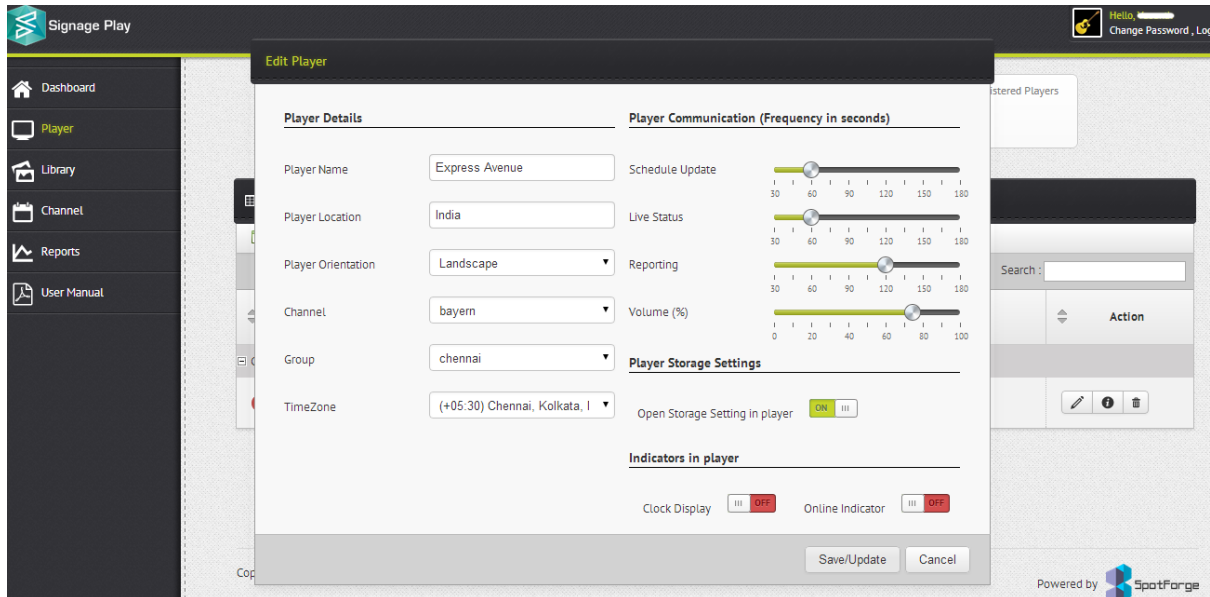 Signage Play
Hello,
Change Password , Log
Dashboard
Player
Library
Channel
Reports
User Manual
Edit Player
istered Players
Player Details
Player Name
Express Avenue
Player Location
India
Player Orientation
Landscape
Channel
bayern
Group
chennai
TimeZone
(+05:30) Chennai, Kolkata, I
Player Communication (Frequency in seconds)
Schedule Update
30 60 90 120 150 180
Live Status
30 60 90 120 150 180
Reporting
30 60 90 120 150 180
Volume (%)
0 20 40 60 80 100
Player Storage Settings
Open Storage Setting in player
ON
Indicators in player
Clock Display
OFF
Online Indicator
OFF
Save/Update
Cancel
Search :
Action
Cop
Powered by SpotForge